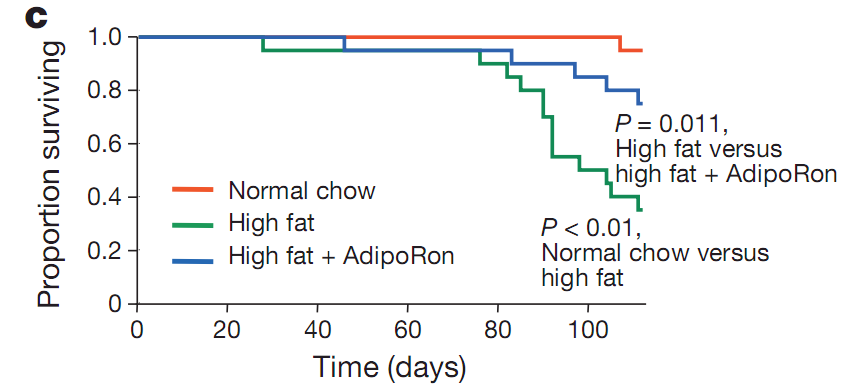 c
Proportion surviving
1.0
0.8
0.6
0.4
0.2
0
Normal chow
High fat
High fat + AdipoRon
P = 0.011,
High fat versus
high fat + AdipoRon
P < 0.01,
Normal chow versus
high fat
0 20 40 60 80 100
Time (days)